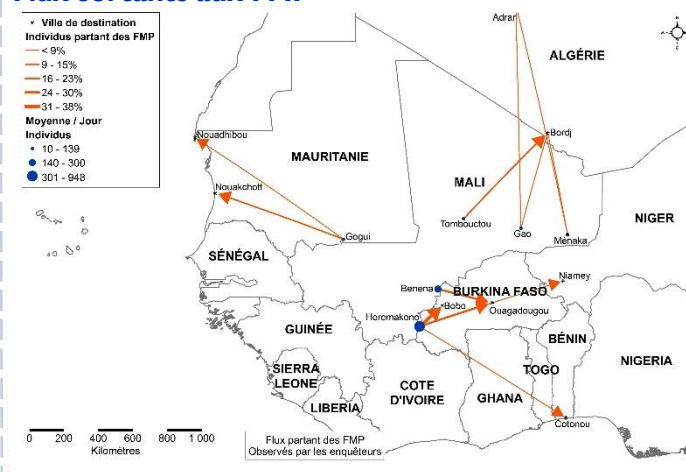 Ville de destination
Individus partant des FMP
< 9%
9 - 15%
16 - 23%
24 - 30%
31 - 38%
Moyenne / Jour
Individus
10 - 139
140 - 300
301 - 948
Adrar
ALGÉRIE
Bordj
Nouadhibou
MAURITANIE
MALI
Nouakchott
Tombouctou
NIGER
Gao
Ménaka
Gogui
SÉNÉGAL
Niamey
Benena
BURKINA FASO
Bobo
Ouagadougou
Heremakono
GUINÉE
BÉNIN
NIGERIA
TOGO
SIERRA
LEONE
COTE
D'IVOIRE
GHANA
LIBERIA
Cotonou
0 200 400 600 800 1 000
Kilomètres
Flux partant des FMP
Observés par les enquêteurs